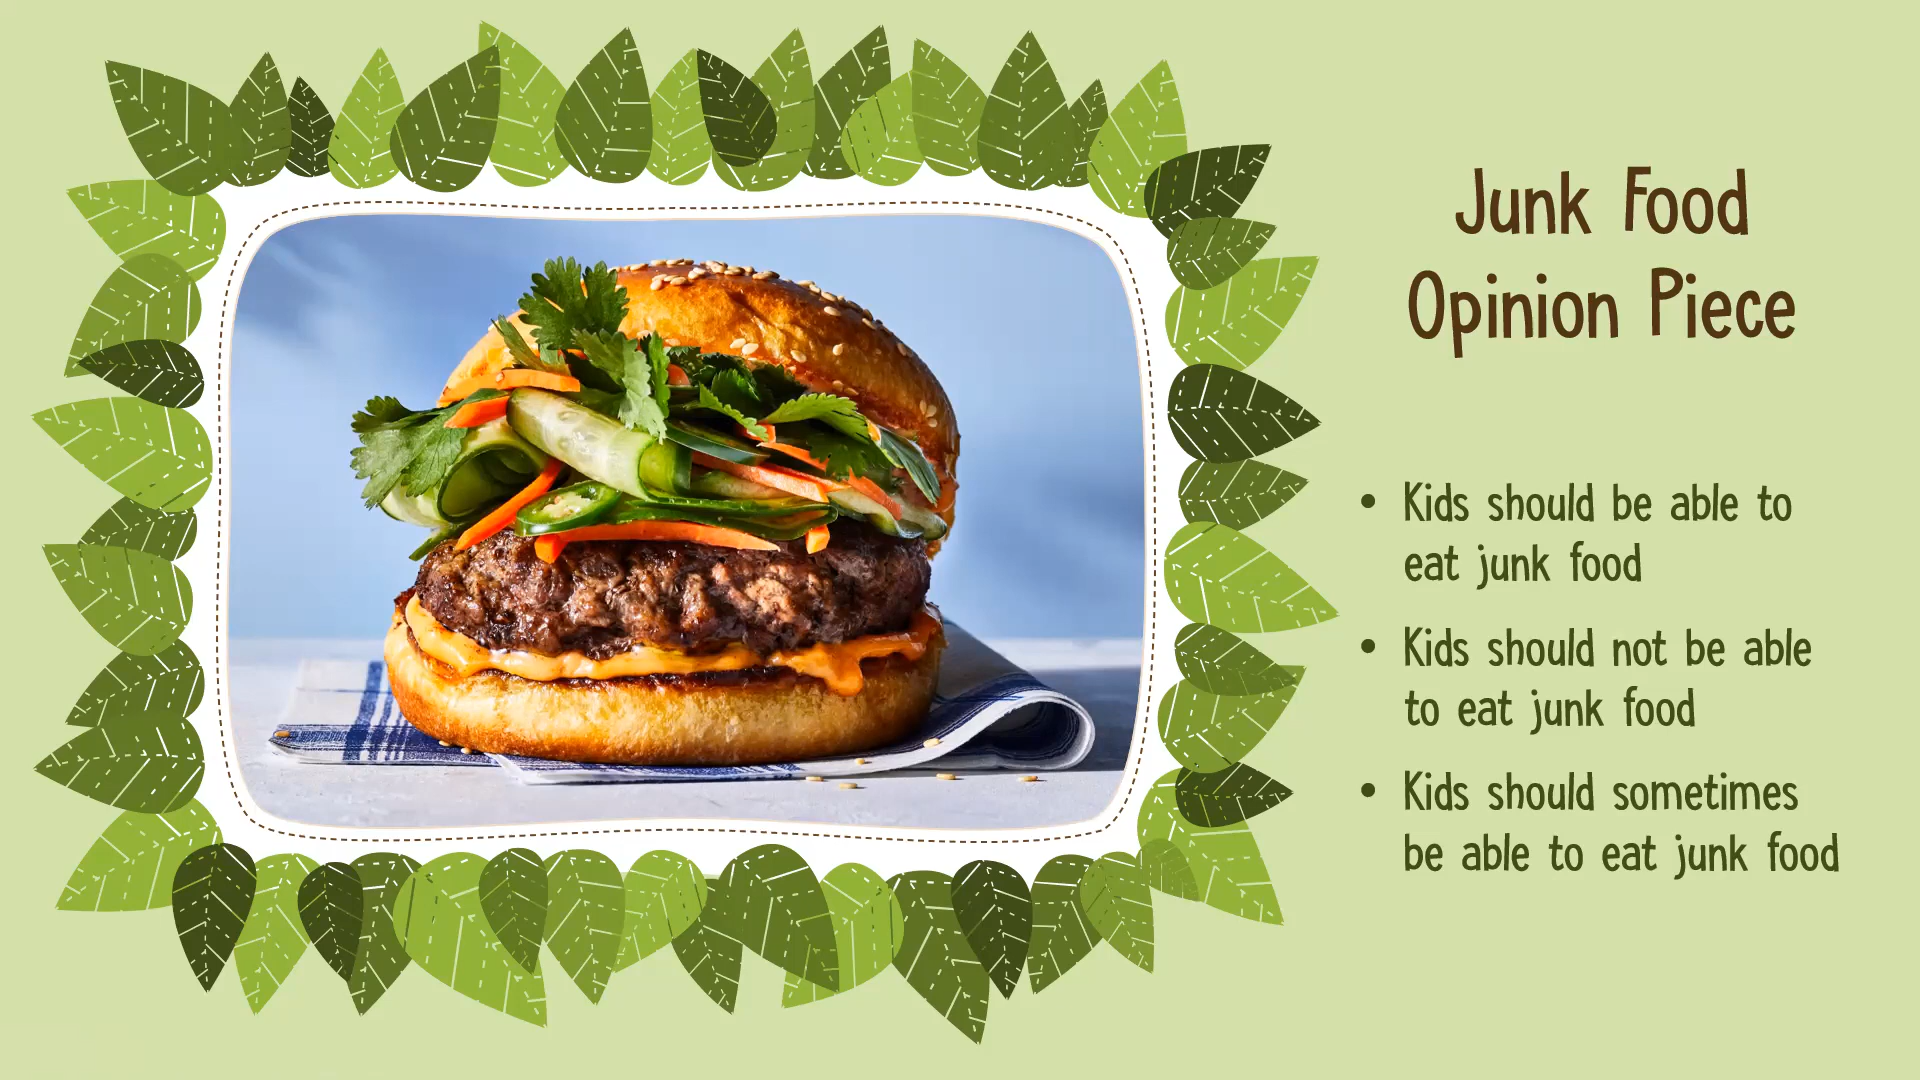 Junk Food
Opinion Piece
• Kids should be able to
eat junk food
• Kids should not be able
to eat junk food
• Kids should sometimes
be able to eat junk food